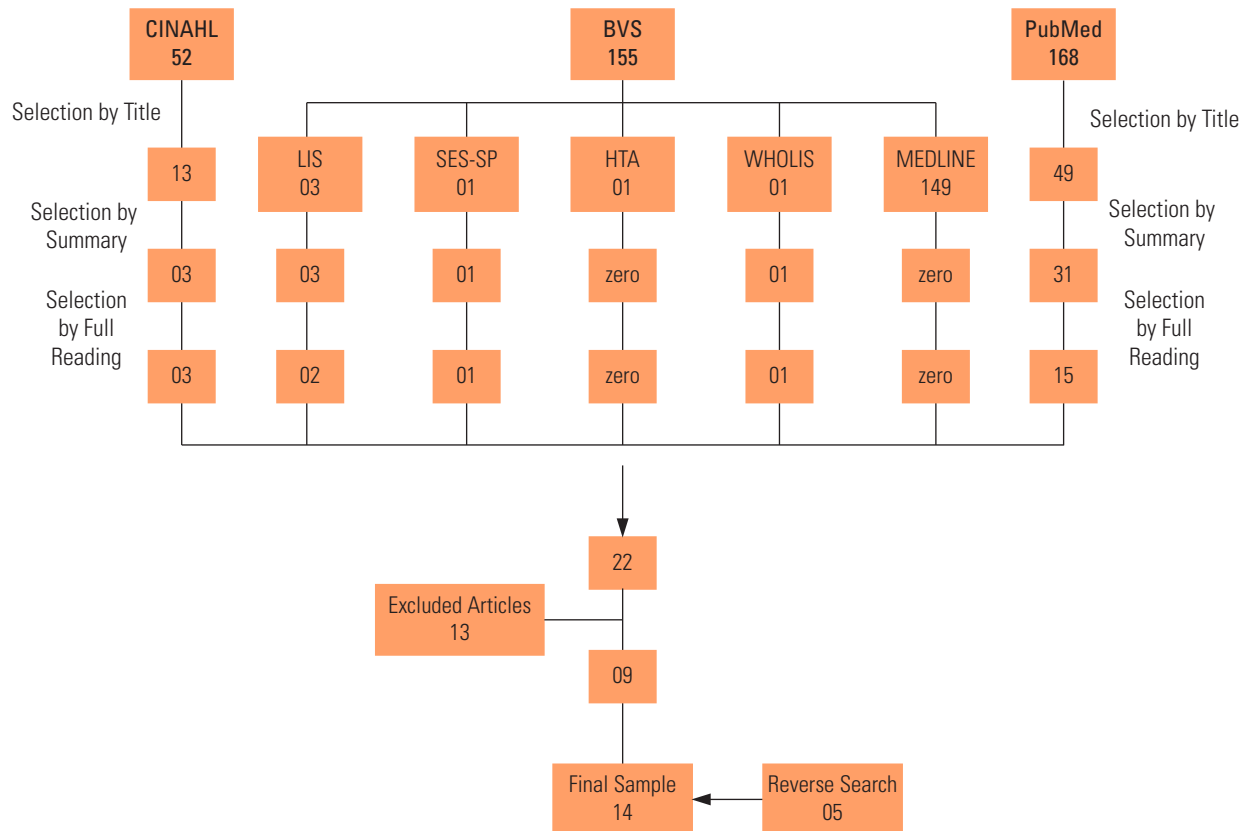 CINAHL
52
BVS
155
PubMed
168
Selection by Title
Selection by Title
LIS
03
SES-SP
01
HTA
01
WHOLIS
01
MEDLINE
149
13
49
Selection by
Summary
Selection by
Summary
03
03
01
zero
01
zero
31
Selection
by Full
Reading
Selection
by Full
Reading
03
02
01
zero
01
zero
15
22
Excluded Articles
13
09
Final Sample
14
Reverse Search
05